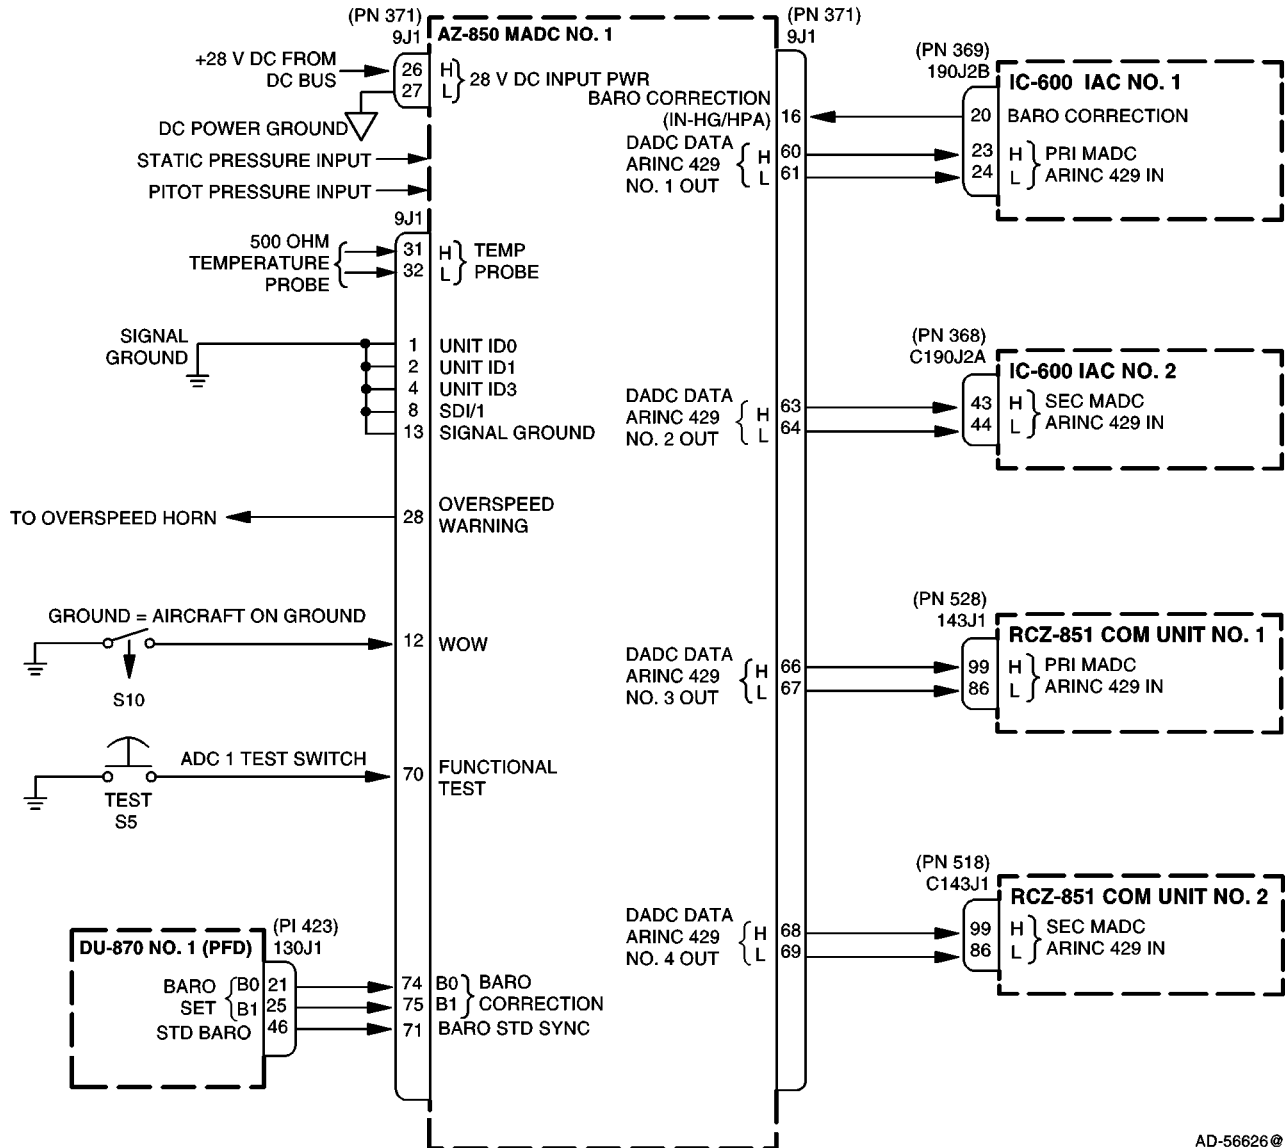 (PN 371)
9J1
AZ-850 MADC NO. 1
(PN 371)
9J1
+28 V DC FROM
DC BUS
26 H
27 L
28 V DC INPUT PWR
DC POWER GROUND
STATIC PRESSURE INPUT
PITOT PRESSURE INPUT
BARO CORRECTION
(IN-HG/HPA)
16
DADC DATA
ARINC 429
NO. 1 OUT
H 60
L 61
(PN 369)
190J2B
IC-600 IAC NO. 1
20 BARO CORRECTION
23 H
24 L
PRI MADC
ARINC 429 IN
9J1
500 OHM
TEMPERATURE
PROBE
31 H
32 L
TEMP
PROBE
SIGNAL
GROUND
1 UNIT ID0
2 UNIT ID1
4 UNIT ID3
8 SDI/1
13 SIGNAL GROUND
DADC DATA
ARINC 429
NO. 2 OUT
H 63
L 64
(PN 368)
C190J2A
IC-600 IAC NO. 2
43 H
44 L
SEC MADC
ARINC 429 IN
TO OVERSPEED HORN
28 OVERSPEED
WARNING
GROUND = AIRCRAFT ON GROUND
S10
12 WOW
DADC DATA
ARINC 429
NO. 3 OUT
H 66
L 67
(PN 528)
143J1
RCZ-851 COM UNIT NO. 1
99 H
86 L
PRI MADC
ARINC 429 IN
ADC 1 TEST SWITCH
TEST
S5
70 FUNCTIONAL
TEST
DADC DATA
ARINC 429
NO. 4 OUT
H 68
L 69
(PN 518)
C143J1
RCZ-851 COM UNIT NO. 2
99 H
86 L
SEC MADC
ARINC 429 IN
(PI 423)
130J1
DU-870 NO. 1 (PFD)
BARO
SET
B0 21
B1 25
STD BARO 46
74 B0
75 B1
BARO
CORRECTION
71 BARO STD SYNC
AD-56626@